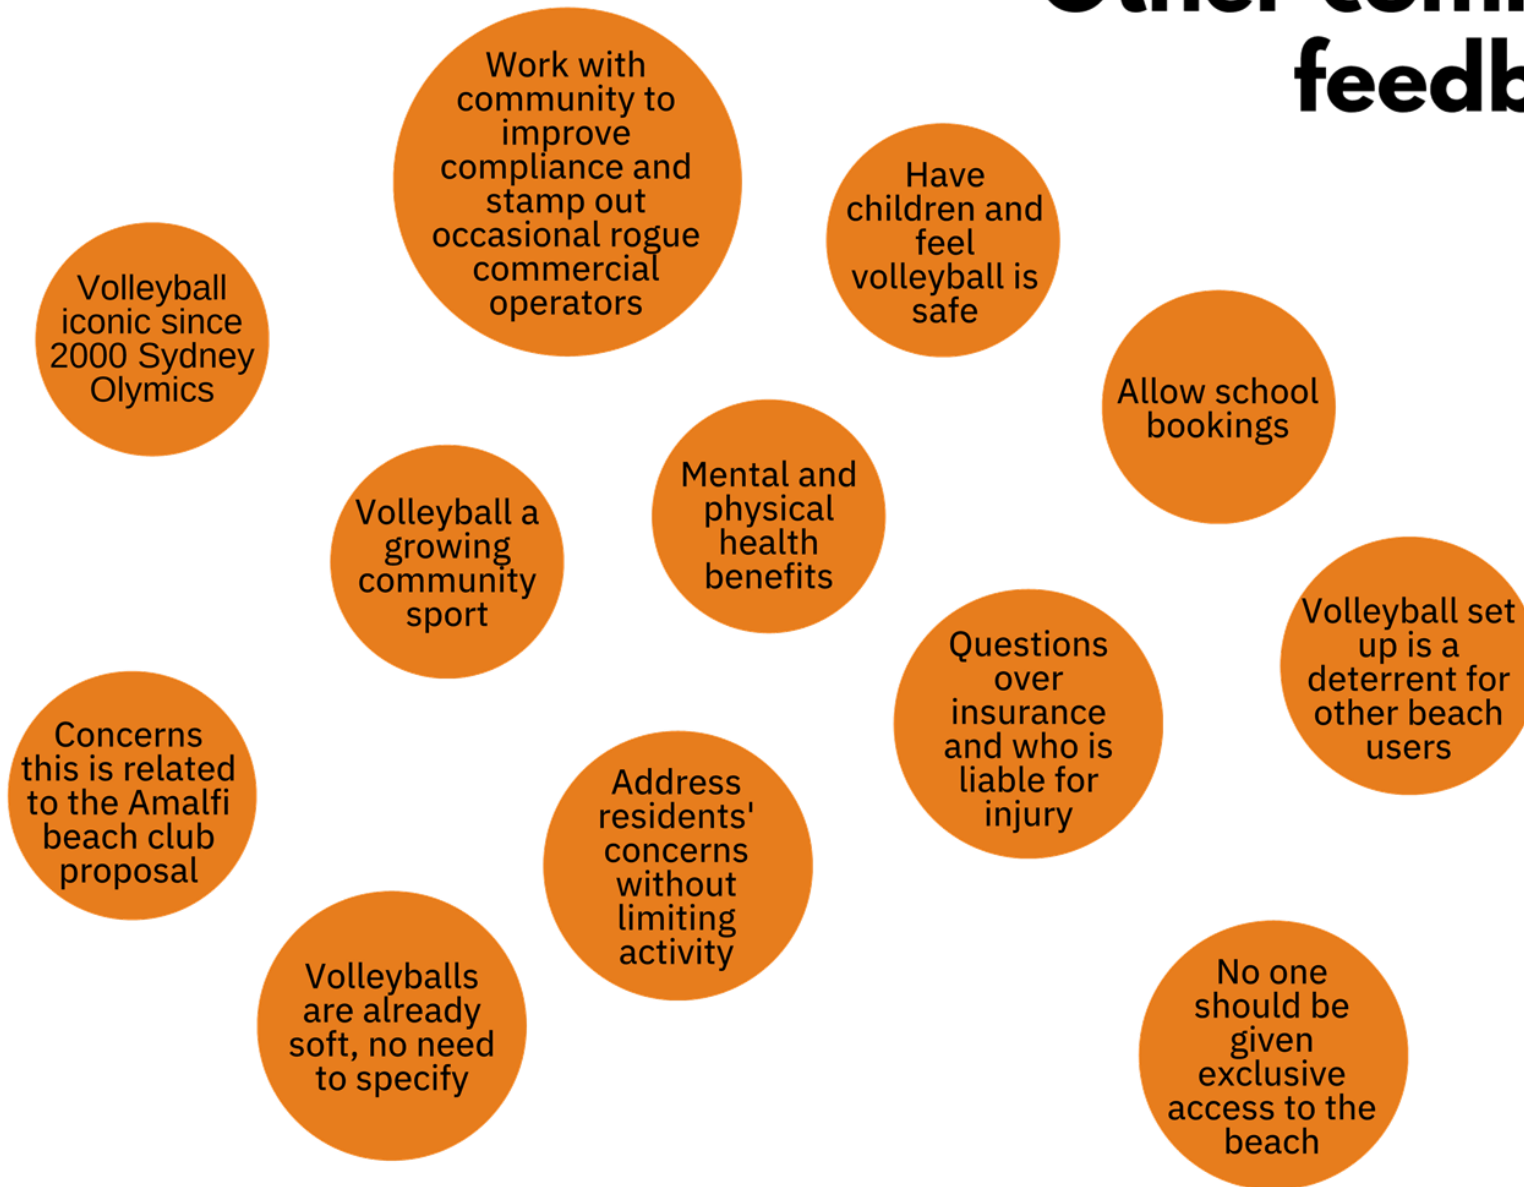 feedb
Work with
community to
improve
compliance and
stamp out
occasional rogue
commercial
operators
Have
children and
feel
volleyball is
safe
Volleyball
iconic since
2000 Sydney
Olymics
Allow school
bookings
Mental and
physical
health
benefits
Volleyball a
growing
community
sport
Volleyball set
up is a
deterrent for
other beach
users
Questions
over
insurance
and who is
liable for
injury
Concerns
this is related
to the Amalfi
beach club
proposal
Address
residents'
concerns
without
limiting
activity
Volleyballs
are already
soft, no need
to specify
No one
should be
given
exclusive
access to the
beach